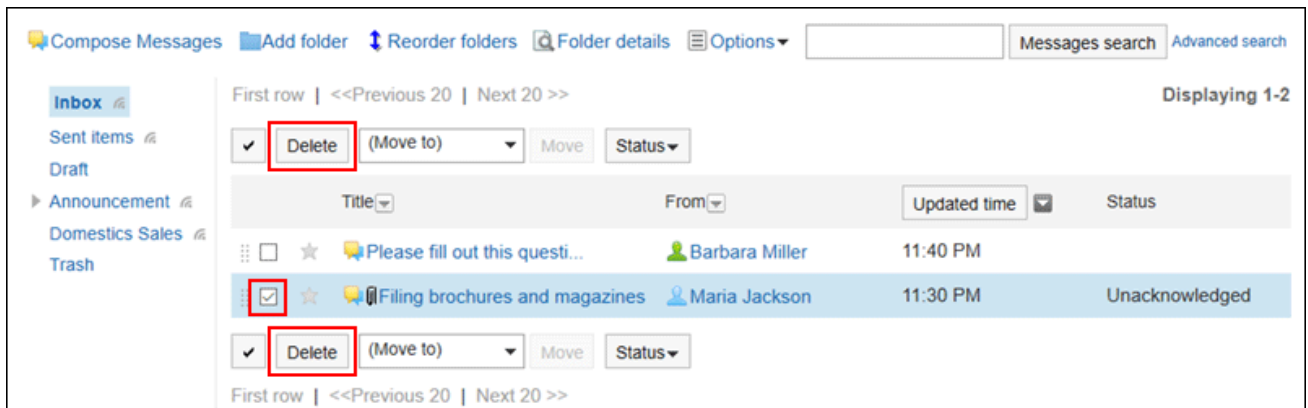 Compose Messages Add folder Reorder folders Folder details Options Messages search Advanced search
Inbox
Sent items
Draft
Announcement
Domestics Sales
Trash
First row | <<Previous 20 | Next 20 >> Displaying 1-2
Delete (Move to) Move Status
Title From Updated time Status
Please fill out this questi... Barbara Miller 11:40 PM
Filing brochures and magazines Maria Jackson 11:30 PM Unacknowledged
Delete (Move to) Move Status
First row | <<Previous 20 | Next 20 >>